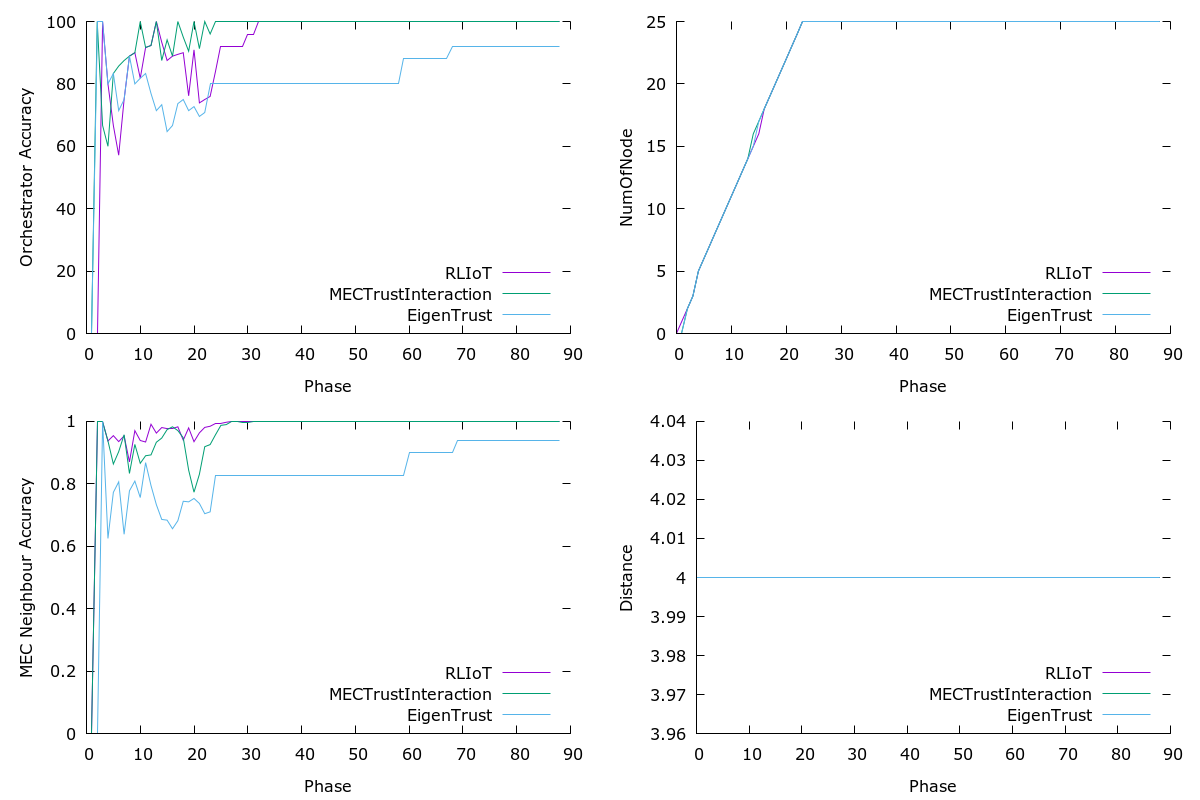 Orchestrator Accuracy
100
80
60
40
20
0
RLIoT
MECTrustInteraction
EigenTrust
0 10 20 30 40 50 60 70 80 90
Phase
NumOfNode
25
20
15
10
5
0
RLIoT
MECTrustInteraction
EigenTrust
0 10 20 30 40 50 60 70 80 90
Phase
MEC Neighbour Accuracy
1
0.8
0.6
0.4
0.2
0
RLIoT
MECTrustInteraction
EigenTrust
0 10 20 30 40 50 60 70 80 90
Phase
Distance
4.04
4.03
4.02
4.01
4
3.99
3.98
3.97
3.96
RLIoT
MECTrustInteraction
EigenTrust
0 10 20 30 40 50 60 70 80 90
Phase